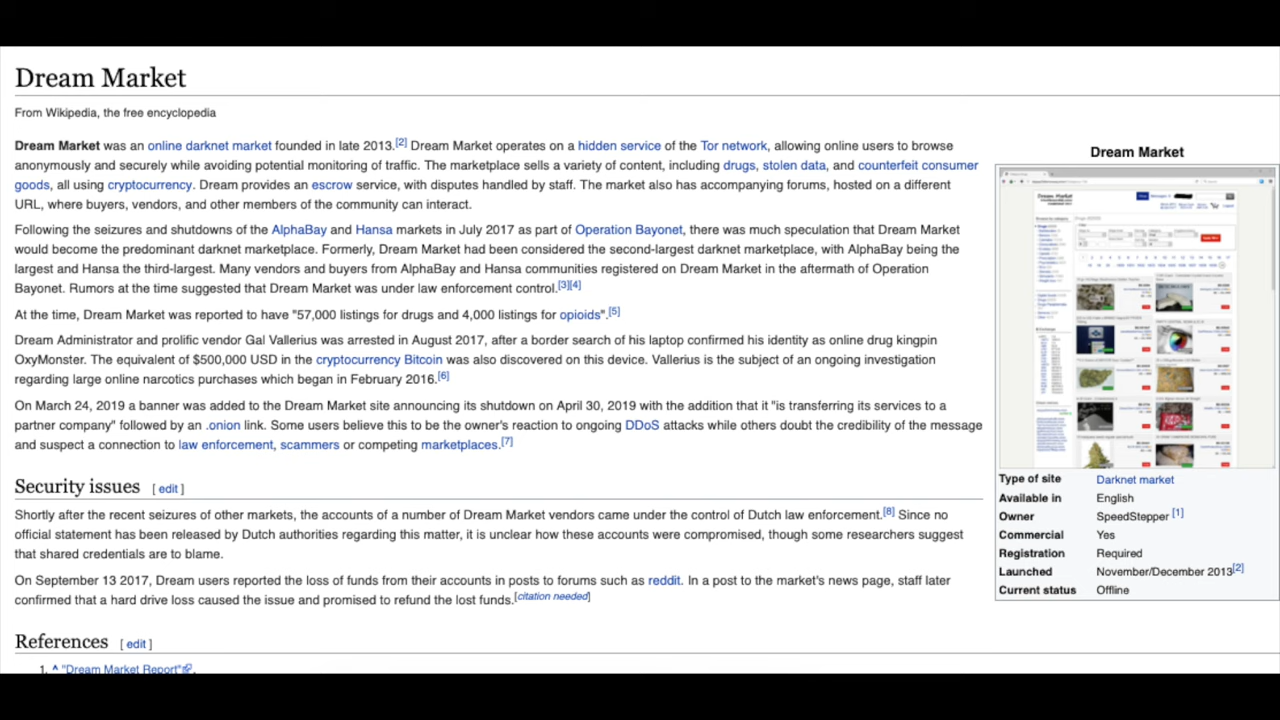 Dream Market
From Wikipedia, the free encyclopedia
Dream Market was an online darknet market founded in late 2013.[2] Dream Market operates on a hidden service of the Tor network, allowing online users to browse
anonymously and securely while avoiding potential monitoring of traffic. The marketplace sells a variety of content, including drugs, stolen data, and counterfeit consumer
goods, all using cryptocurrency. Dream provides an escrow service, with disputes handled by staff. The market also has accompanying forums, hosted on a different
URL, where buyers, vendors, and other members of the community can interact.
Following the seizures and shutdowns of the AlphaBay and Hansa markets in July 2017 as part of Operation Bayonet, there was much speculation that Dream Market
would become the predominant darknet marketplace. Formerly, Dream Market had been considered the second-largest darknet marketplace, with AlphaBay being the
largest and Hansa the third-largest. Many vendors and buyers from AlphaBay and Hansa communities registered on Dream Market in the aftermath of Operation
Bayonet. Rumors at the time suggested that Dream Market was under law enforcement control.[3][4]
At the time, Dream Market was reported to have "57,000 listings for drugs and 4,000 listings for opioids".[5]
Dream Administrator and prolific vendor Gal Vallerius was arrested in August 2017, after a border search of his laptop confirmed his identity as online drug kingpin
OxyMonster. The equivalent of $500,000 USD in the cryptocurrency Bitcoin was also discovered on this device. Vallerius is the subject of an ongoing investigation
regarding large online narcotics purchases which began in February 2016.[6]
On March 24, 2019 a banner was added to the Dream Market site announcing its shutdown on April 30, 2019 with the addition that it "is transferring its services to a
partner company" followed by an .onion link. Some users believe this to be the owner's reaction to ongoing DDoS attacks while others doubt the credibility of the message
and suspect a connection to law enforcement, scammers or competing marketplaces.[7]
Security issues [ edit ]
Shortly after the recent seizures of other markets, the accounts of a number of Dream Market vendors came under the control of Dutch law enforcement.[8] Since no
official statement has been released by Dutch authorities regarding this matter, it is unclear how these accounts were compromised, though some researchers suggest
that shared credentials are to blame.
On September 13 2017, Dream users reported the loss of funds from their accounts in posts to forums such as reddit. In a post to the market's news page, staff later
confirmed that a hard drive loss caused the issue and promised to refund the lost funds.[citation needed]
References [ edit ]
1. ^ "Dream Market Report".
Dream Market
Dream Market
Type of site Darknet market
Available in English
Owner SpeedStepper [1]
Commercial Yes
Registration Required
Launched November/December 2013[2]
Current status Offline